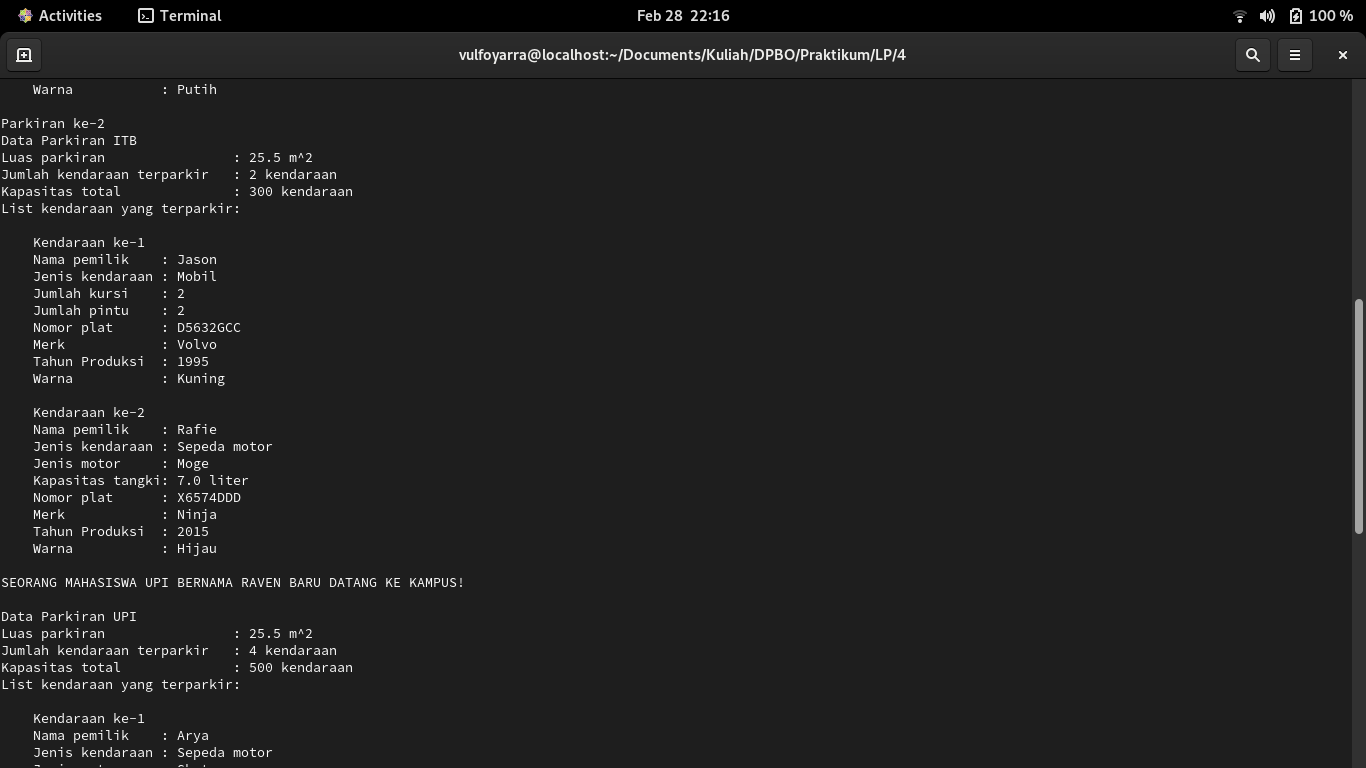 Activities Terminal Feb 28 22:16 100 %
vulfoyarra@localhost:~/Documents/Kuliah/DPBO/Praktikum/LP/4
Warna : Putih
Parkiran ke-2
Data Parkiran ITB
Luas parkiran : 25.5 m^2
Jumlah kendaraan terparkir : 2 kendaraan
Kapasitas total : 300 kendaraan
List kendaraan yang terparkir:
Kendaraan ke-1
Nama pemilik : Jason
Jenis kendaraan : Mobil
Jumlah kursi : 2
Jumlah pintu : 2
Nomor plat : D5632GCC
Merk : Volvo
Tahun Produksi : 1995
Warna : Kuning
Kendaraan ke-2
Nama pemilik : Rafie
Jenis kendaraan : Sepeda motor
Jenis motor : Moge
Kapasitas tangki: 7.0 liter
Nomor plat : X6574DDD
Merk : Ninja
Tahun Produksi : 2015
Warna : Hijau
SEORANG MAHASISWA UPI BERNAMA RAVEN BARU DATANG KE KAMPUS!
Data Parkiran UPI
Luas parkiran : 25.5 m^2
Jumlah kendaraan terparkir : 4 kendaraan
Kapasitas total : 500 kendaraan
List kendaraan yang terparkir:
Kendaraan ke-1
Nama pemilik : Arya
Jenis kendaraan : Sepeda motor